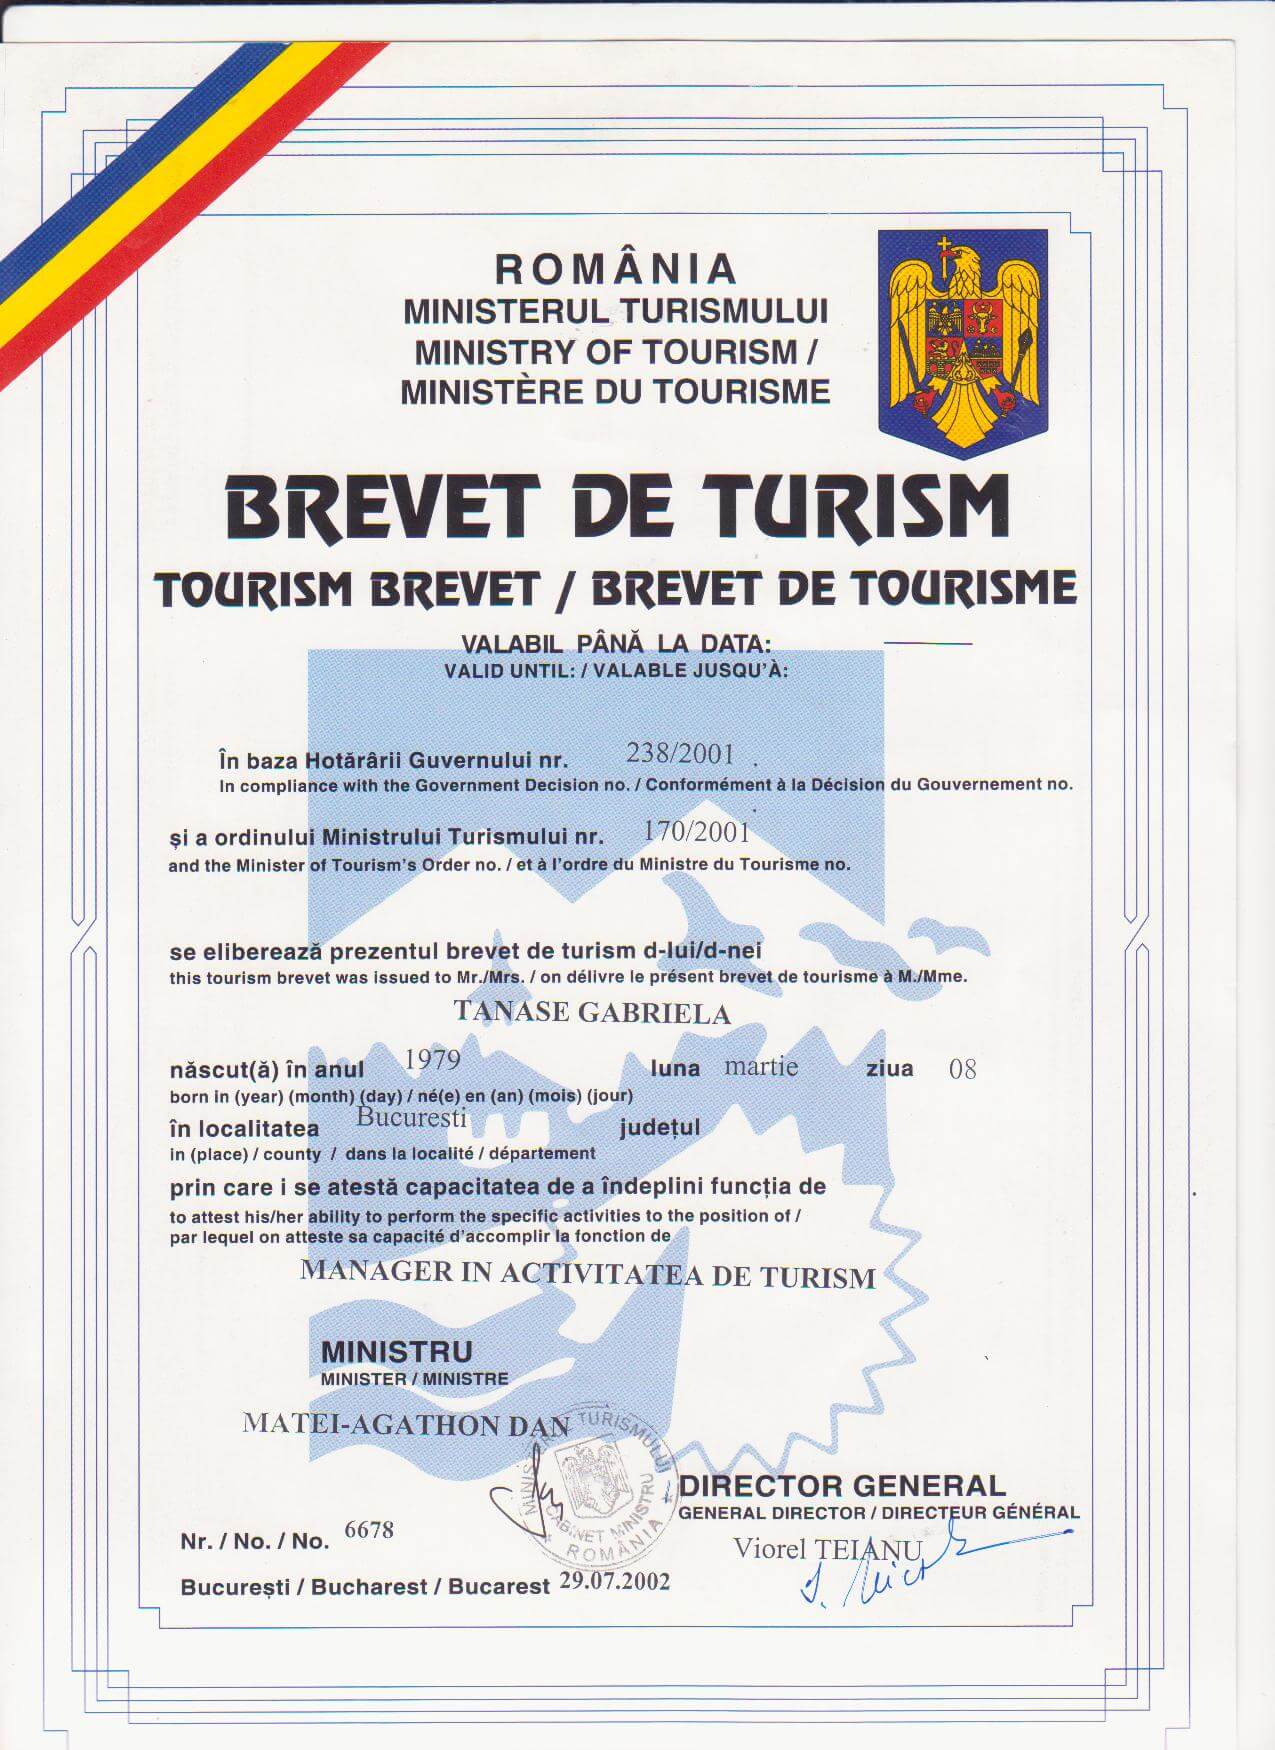 ROMÂNIA
MINISTERUL TURISMULUI
MINISTRY OF TOURISM /
MINISTÈRE DU TOURISME
BREVET DE TURISM
TOURISM BREVET / BREVET DE TOURISME
VALABIL PÂNĂ LA DATA:
VALID UNTIL: / VALABLE JUSQU'À:
În baza Hotărârii Guvernului nr. 238/2001 .
In compliance with the Government Decision no. / Conformément à la Décision du Gouvernement no.
și a ordinului Ministrului Turismului nr. 170/2001
and the Minister of Tourism's Order no. / et à l'ordre du Ministre du Tourisme no.
se eliberează prezentul brevet de turism d-lui/d-nei
this tourism brevet was issued to Mr./Mrs. / on délivre le présent brevet de tourisme à M./Mme.
TANASE GABRIELA
născut(ă) în anul 1979 luna martie ziua 08
born in (year) (month) (day) / né(e) en (an) (mois) (jour)
în localitatea Bucuresti județul
in (place) / county / dans la localité / département
prin care i se atestă capacitatea de a îndeplini funcția de
to attest his/her ability to perform the specific activities to the position of /
par lequel on atteste sa capacité d'accomplir la fonction de
MANAGER IN ACTIVITATEA DE TURISM
MINISTRU
MINISTER / MINISTRE
MATEI-AGATHON DAN
MINISTERUL TURISMULUI
CABINET MINISTRU
ROMÂNIA
DIRECTOR GENERAL
GENERAL DIRECTOR / DIRECTEUR GÉNÉRAL
Viorel TEIANU
Nr. / No. / No. 6678
București / Bucharest / Bucarest 29.07.2002